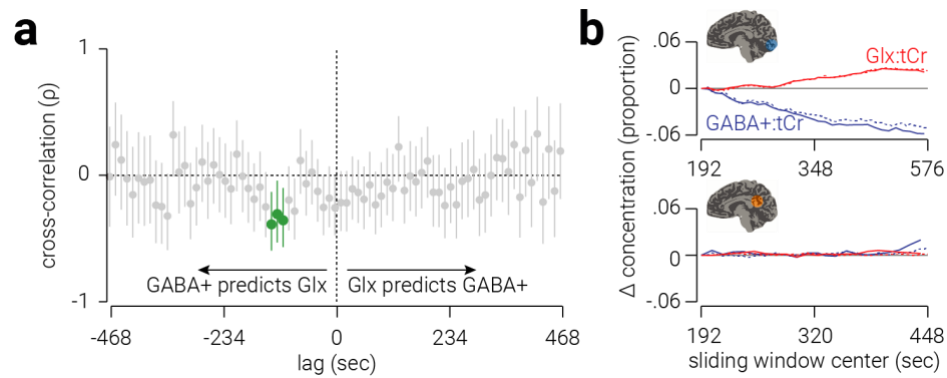 a
cross-correlation (ρ)
1
0
-1
GABA+ predicts Glx
Glx predicts GABA+
-468
-234
0
234
468
lag (sec)
b
Δ concentration (proportion)
.06
0
-.06
Glx:tCr
GABA+:tCr
192
348
576
.06
0
-.06
192
320
448
sliding window center (sec)